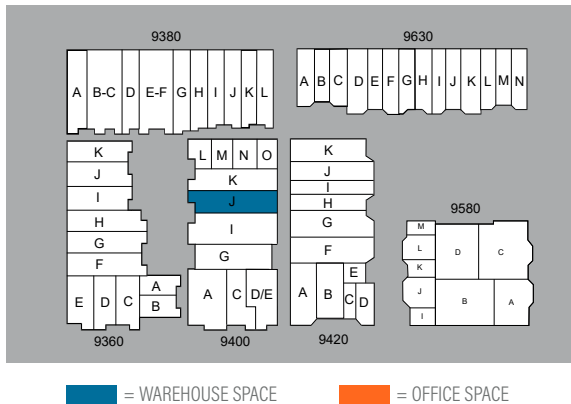 9380
9630
A B-C D E-F G H I J K L
A B C D E F G H I J K L M N
K
J
I
H
G
F
E D C
A
B
9360
L M N O
K
J
I
G
A C D/E
9400
K
J
I
H
G
F
E
A B C D
9420
9580
M
L
K
J
I
D C
B A
= WAREHOUSE SPACE
= OFFICE SPACE